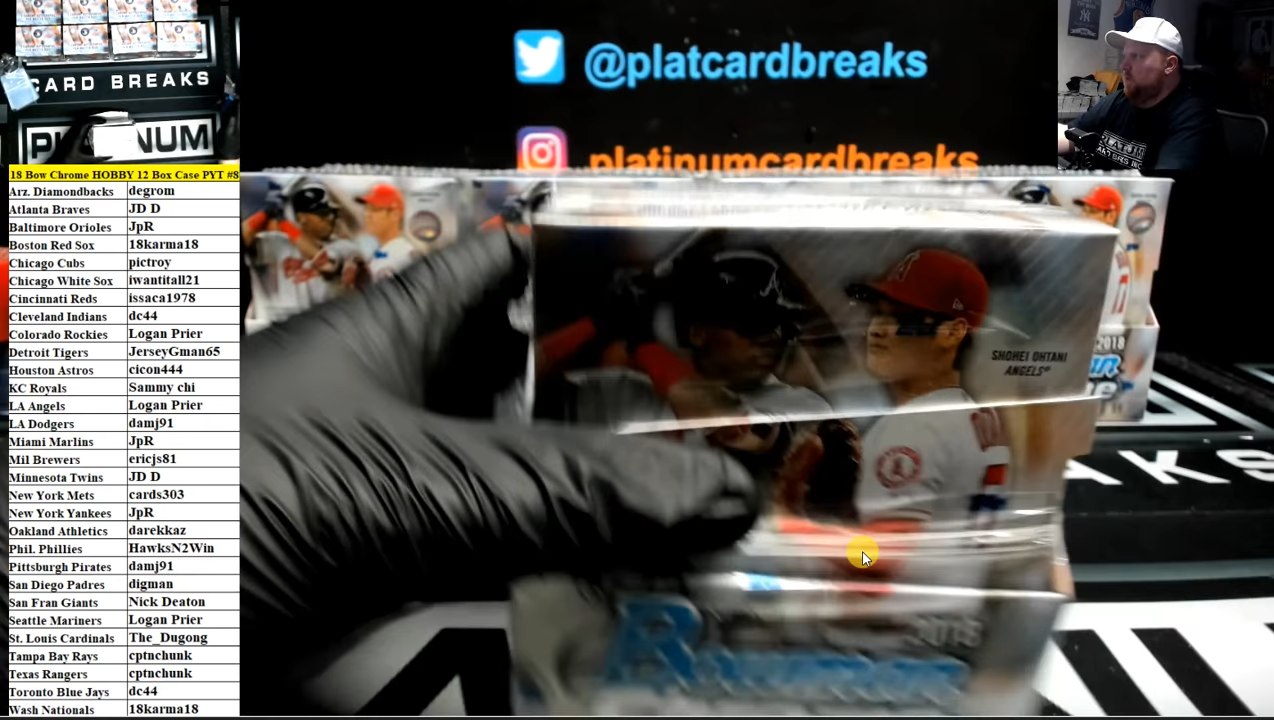 @platcardbreaks
platinumcardbreaks
CARD BREAKS
PLATINUM
18 Bow Chrome HOBBY 12 Box Case PYT #8
Arz. Diamondbacks degrom
Atlanta Braves JD D
Baltimore Orioles JpR
Boston Red Sox 18karma18
Chicago Cubs pictroy
Chicago White Sox iwantitall21
Cincinnati Reds issaca1978
Cleveland Indians dc44
Colorado Rockies Logan Prier
Detroit Tigers JerseyGman65
Houston Astros cicon444
KC Royals Sammy chi
LA Angels Logan Prier
LA Dodgers damj91
Miami Marlins JpR
Mil Brewers ericjs81
Minnesota Twins JD D
New York Mets cards303
New York Yankees JpR
Oakland Athletics darekkaz
Phil. Phillies HawksN2Win
Pittsburgh Pirates damj91
San Diego Padres digman
San Fran Giants Nick Deaton
Seattle Mariners Logan Prier
St. Louis Cardinals The_Dugong
Tampa Bay Rays cptnchunk
Texas Rangers cptnchunk
Toronto Blue Jays dc44
Wash Nationals 18karma18
SHOHEI OHTANI
ANGELS®
2018
AKS
2018